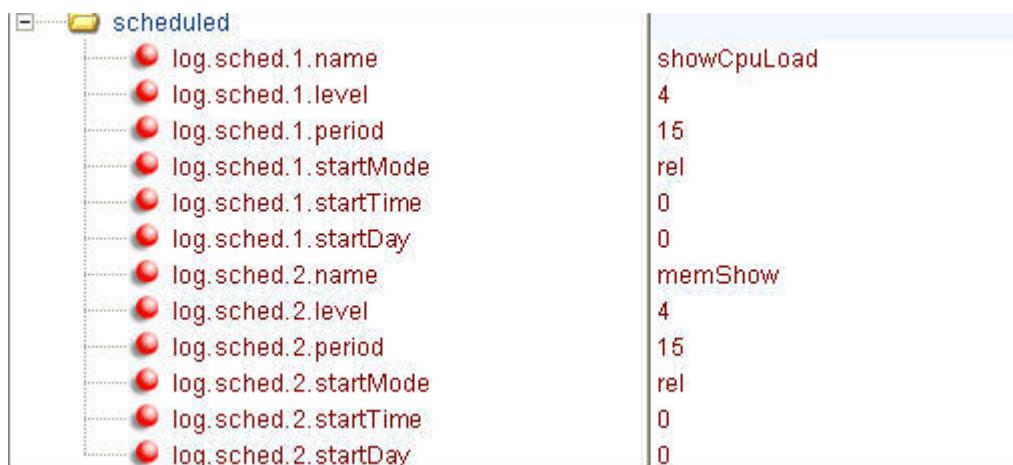 scheduled
log.sched.1.name showCpuLoad
log.sched.1.level 4
log.sched.1.period 15
log.sched.1.startMode rel
log.sched.1.startTime 0
log.sched.1.startDay 0
log.sched.2.name memShow
log.sched.2.level 4
log.sched.2.period 15
log.sched.2.startMode rel
log.sched.2.startTime 0
log.sched.2.startDay 0